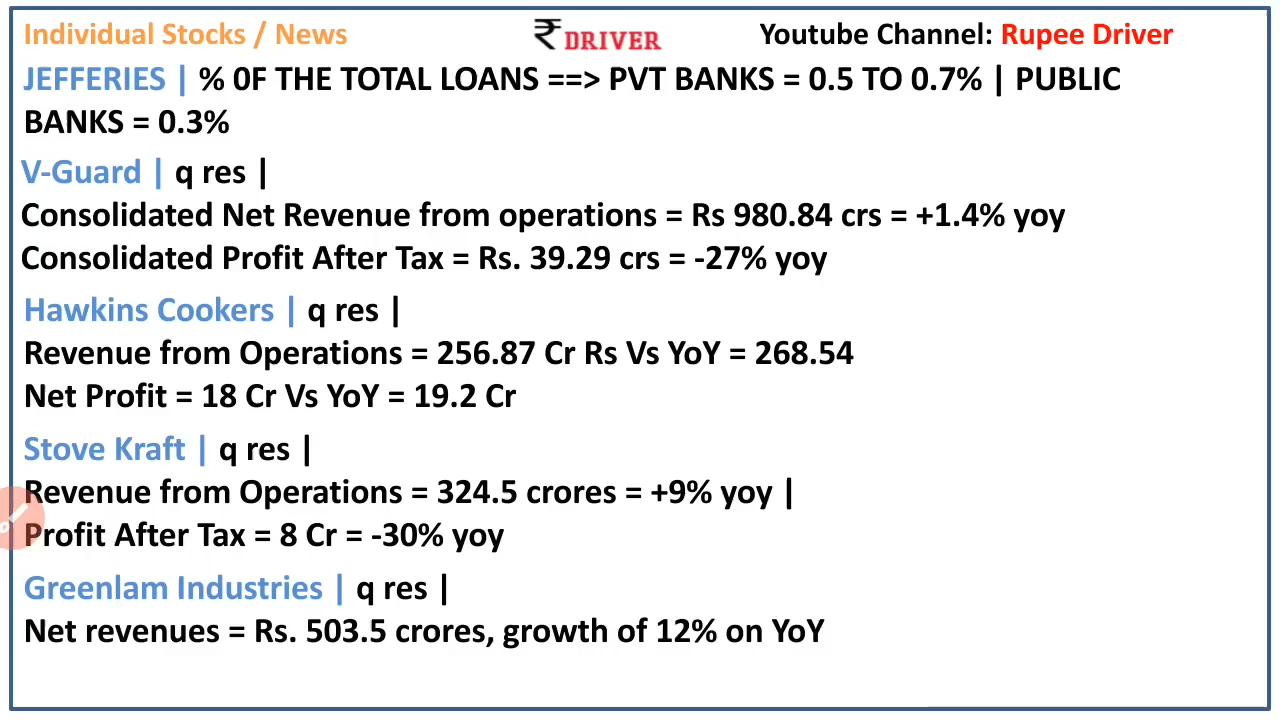 Individual Stocks / News
₹ DRIVER
Youtube Channel: Rupee Driver
JEFFERIES | % 0F THE TOTAL LOANS ==> PVT BANKS = 0.5 TO 0.7% | PUBLIC
BANKS = 0.3%
V-Guard | q res |
Consolidated Net Revenue from operations = Rs 980.84 crs = +1.4% yoy
Consolidated Profit After Tax = Rs. 39.29 crs = -27% yoy
Hawkins Cookers | q res |
Revenue from Operations = 256.87 Cr Rs Vs YoY = 268.54
Net Profit = 18 Cr Vs YoY = 19.2 Cr
Stove Kraft | q res |
Revenue from Operations = 324.5 crores = +9% yoy |
Profit After Tax = 8 Cr = -30% yoy
Greenlam Industries | q res |
Net revenues = Rs. 503.5 crores, growth of 12% on YoY